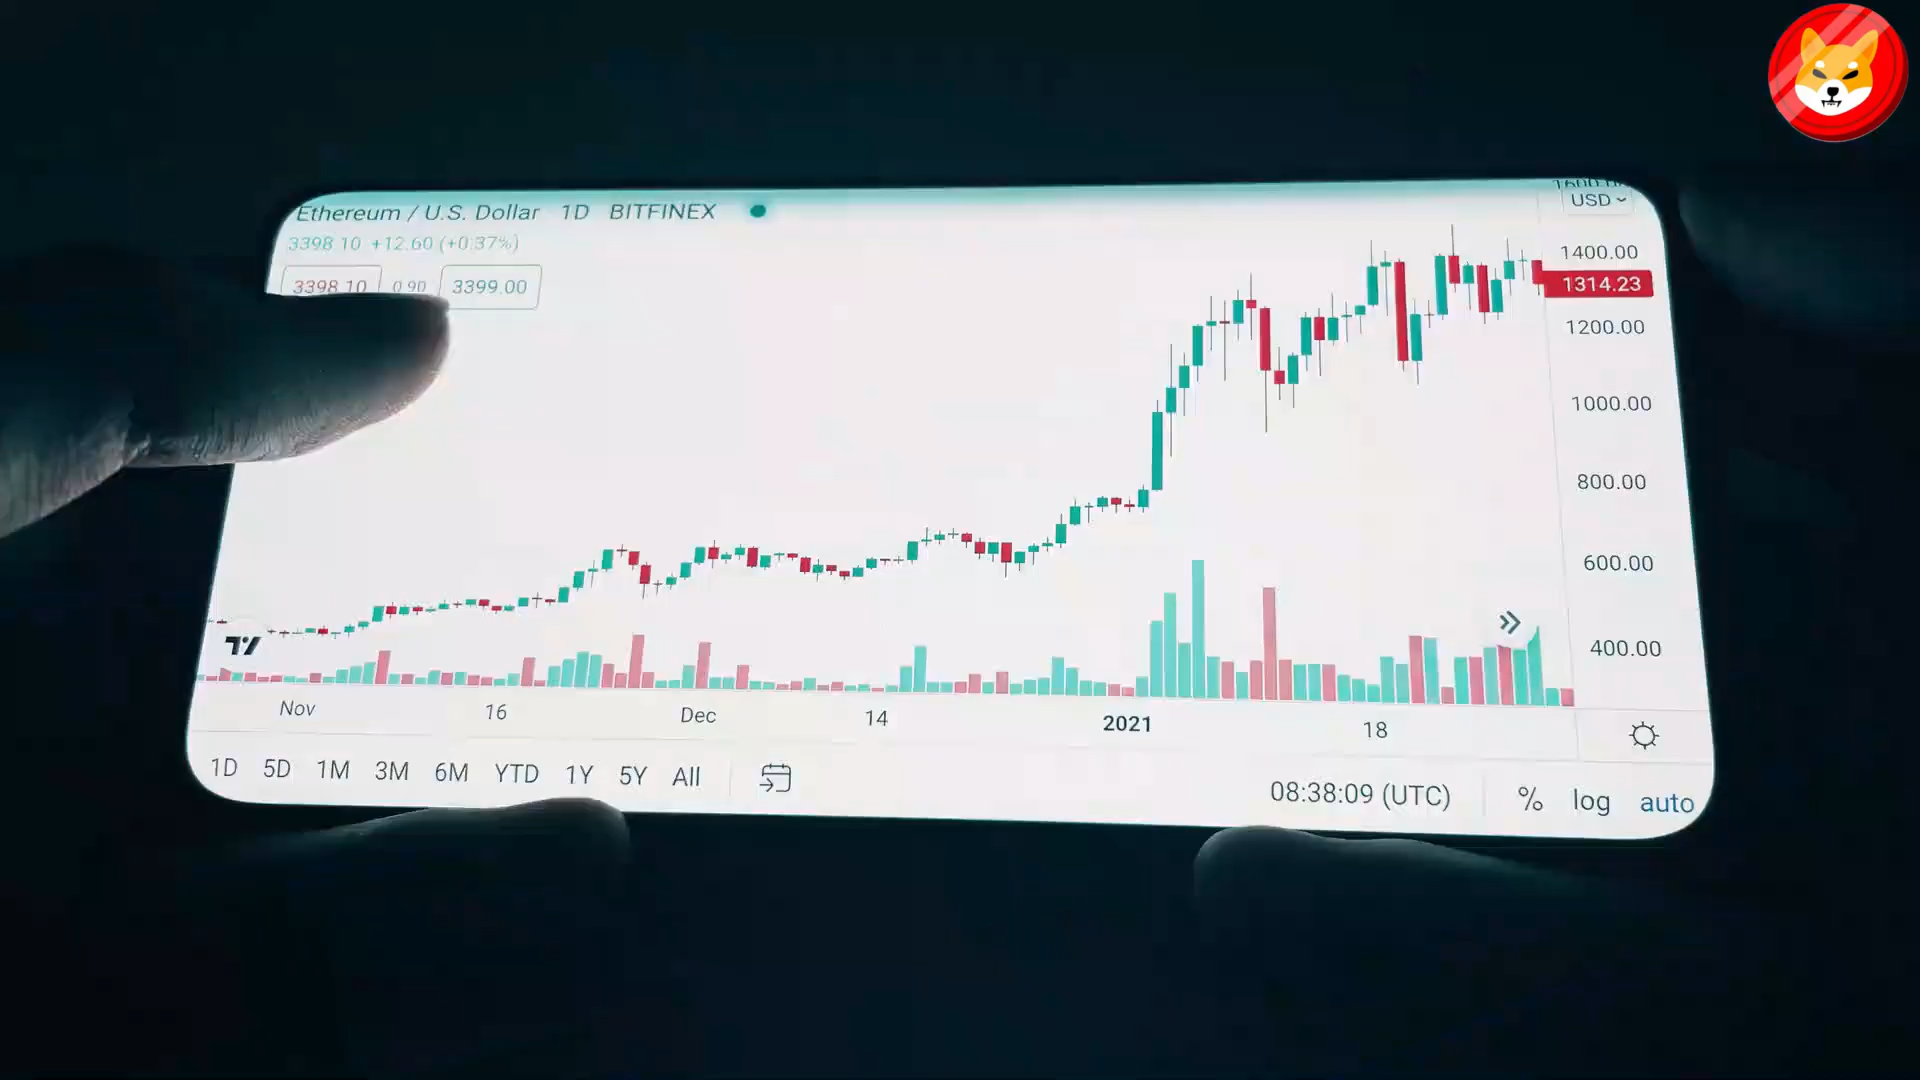 Ethereum / U.S. Dollar 1D BITFINEX
USD
3398.10 +12.60 (+0.37%)
3398.10 0.90 3399.00
1400.00
1314.23
1200.00
1000.00
800.00
600.00
400.00
Nov 16 Dec 14 2021 18
1D 5D 1M 3M 6M YTD 1Y 5Y All
08:38:09 (UTC) % log auto